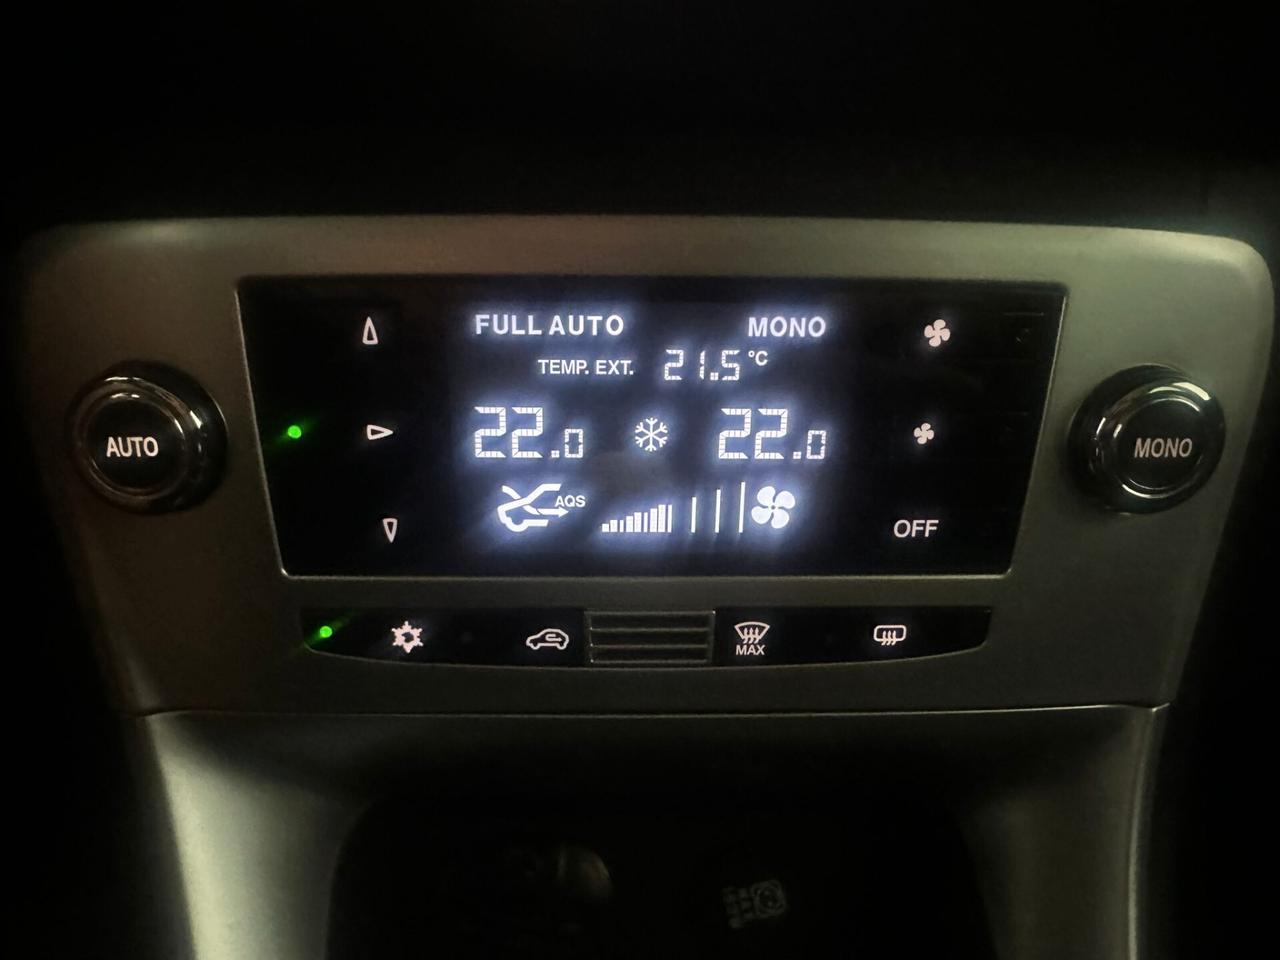 FULL AUTO MONO
TEMP. EXT. 21.5 °C
AUTO
22.0 22.0
MONO
AQS
OFF
MAX